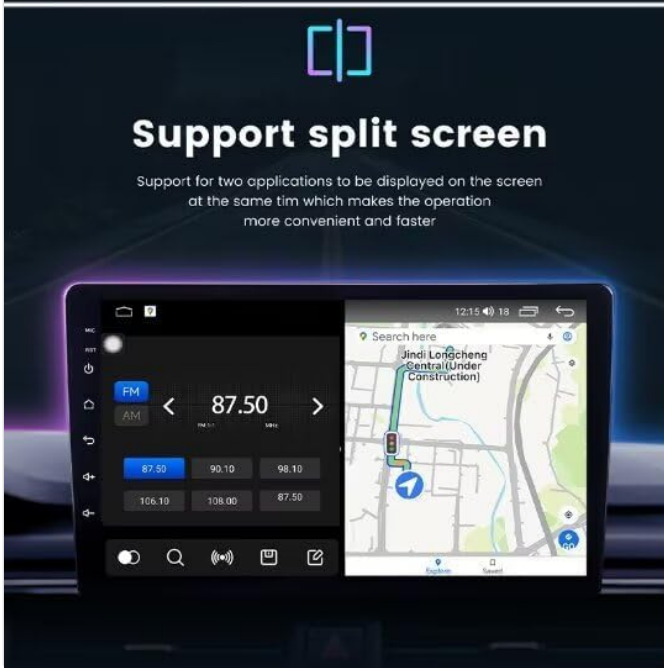 Support split screen
Support for two applications to be displayed on the screen
at the same tim which makes the operation
more convenient and faster
12:15 18
MIC
RST
Search here
Jindi Longcheng
Central (Under
Construction)
FM
AM
87.50
MHz
87.50 90.10 98.10
106.10 108.00 87.50
GO
Explore Saved